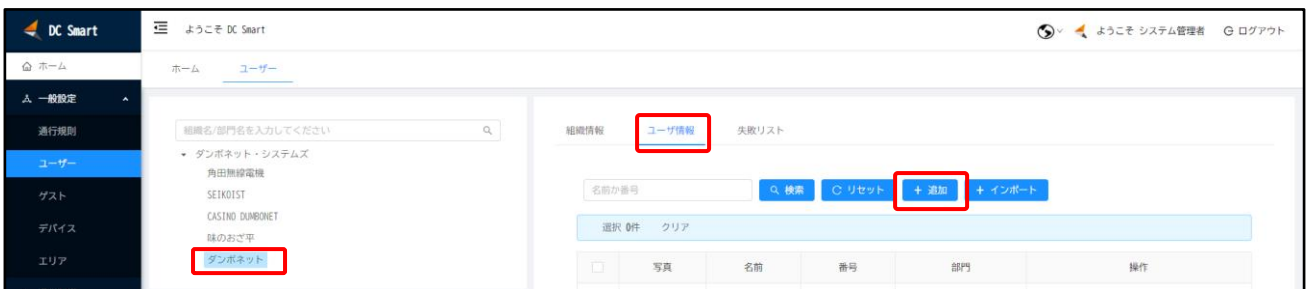 DC Smart
ようこそ DC Smart
ようこそ システム管理者
ログアウト
ホーム
一般設定
通行規則
ユーザー
ゲスト
デバイス
エリア
ホーム
ユーザー
組織名/部門名を入力してください
ダンボネット・システムズ
角田無線電機
SEIKOIST
CASINO DUMBONET
味のおざ平
ダンボネット
組織情報
ユーザ情報
失敗リスト
名前か番号
検索
リセット
+ 追加
+ インポート
選択 0件 クリア
写真 名前 番号 部門 操作